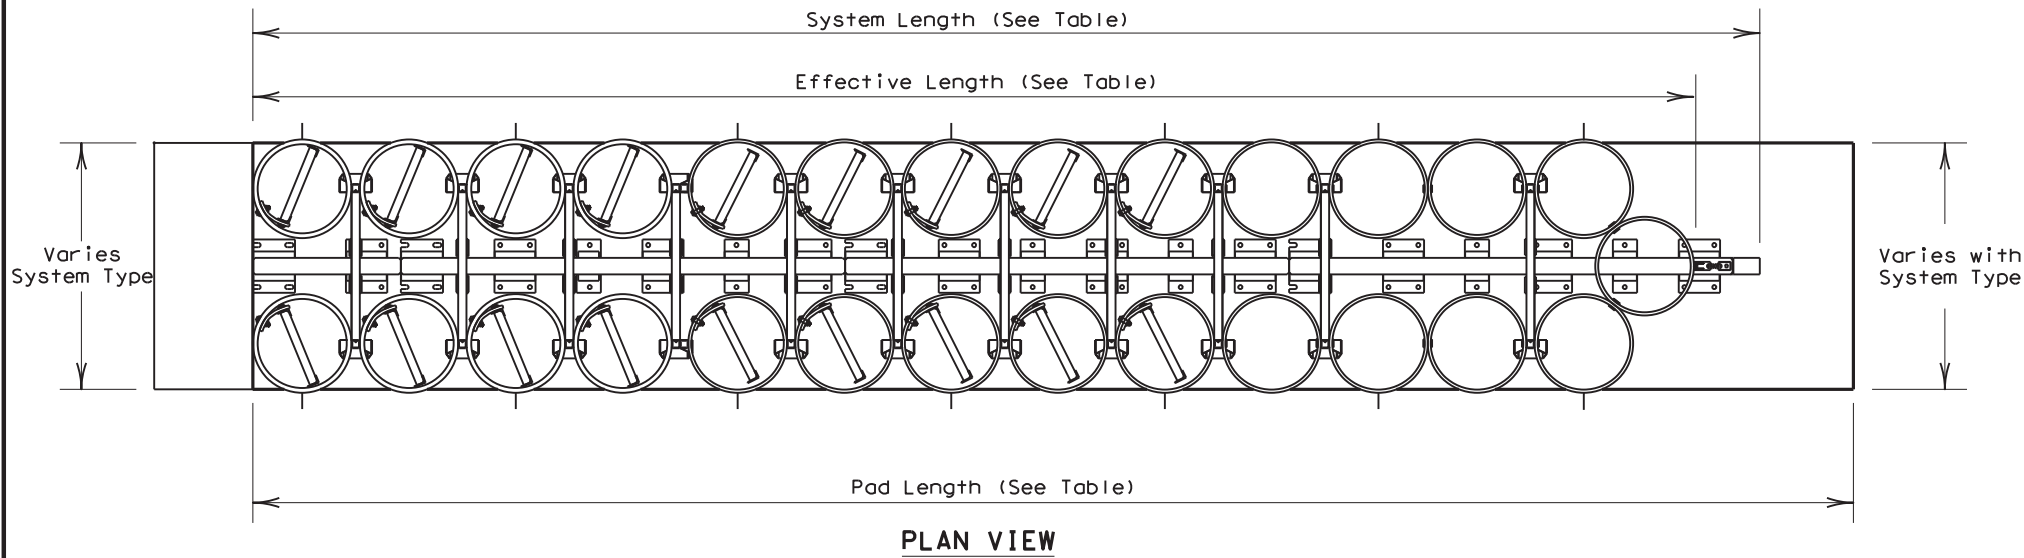 System Length (See Table)
Effective Length (See Table)
Varies
System Type
Varies with
System Type
Pad Length (See Table)
PLAN VIEW